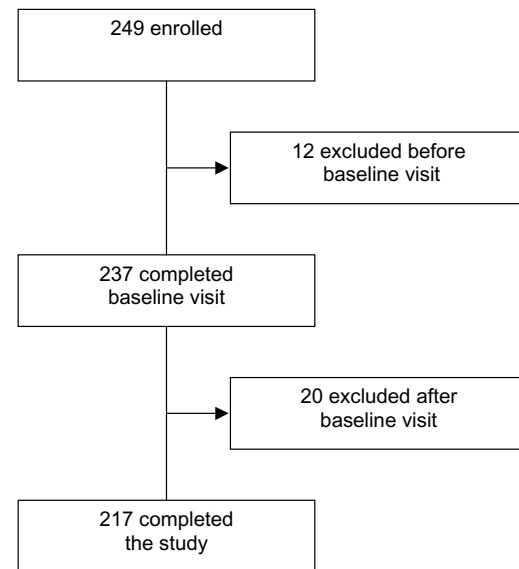 249 enrolled
12 excluded before
baseline visit
237 completed
baseline visit
20 excluded after
baseline visit
217 completed
the study